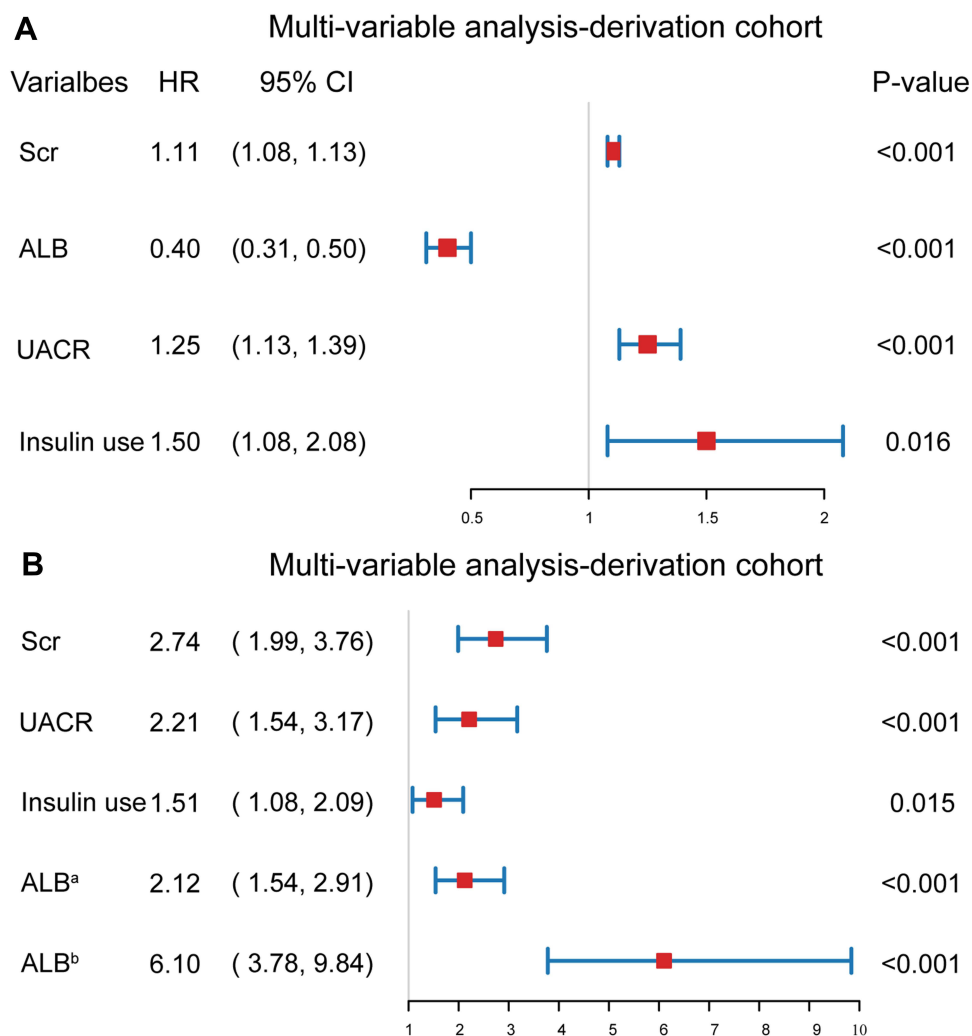 A
Multi-variable analysis-derivation cohort
Varialbes HR 95% CI P-value
Scr 1.11 (1.08, 1.13) <0.001
ALB 0.40 (0.31, 0.50) <0.001
UACR 1.25 (1.13, 1.39) <0.001
Insulin use 1.50 (1.08, 2.08) 0.016
0.5 1 1.5 2
B
Multi-variable analysis-derivation cohort
Scr 2.74 ( 1.99, 3.76) <0.001
UACR 2.21 ( 1.54, 3.17) <0.001
Insulin use 1.51 ( 1.08, 2.09) 0.015
ALBᵃ 2.12 ( 1.54, 2.91) <0.001
ALBᵇ 6.10 ( 3.78, 9.84) <0.001
1 2 3 4 5 6 7 8 9 10